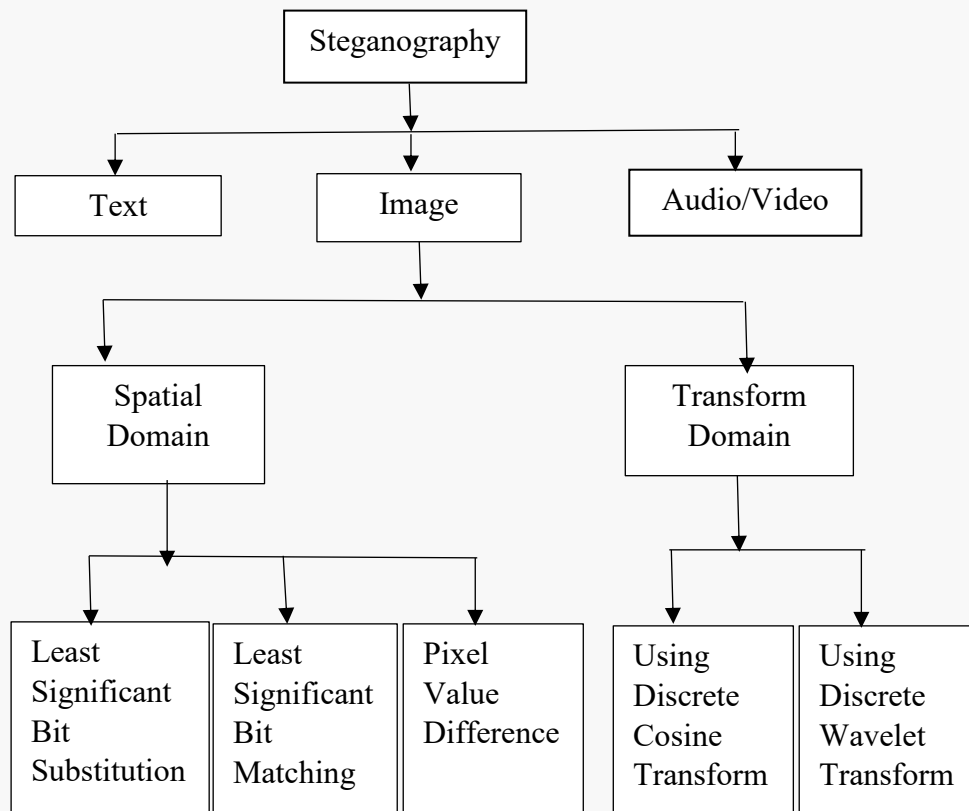 Steganography
Text
Image
Audio/Video
Spatial
Domain
Transform
Domain
Least
Significant
Bit
Substitution
Least
Significant
Bit
Matching
Pixel
Value
Difference
Using
Discrete
Cosine
Transform
Using
Discrete
Wavelet
Transform